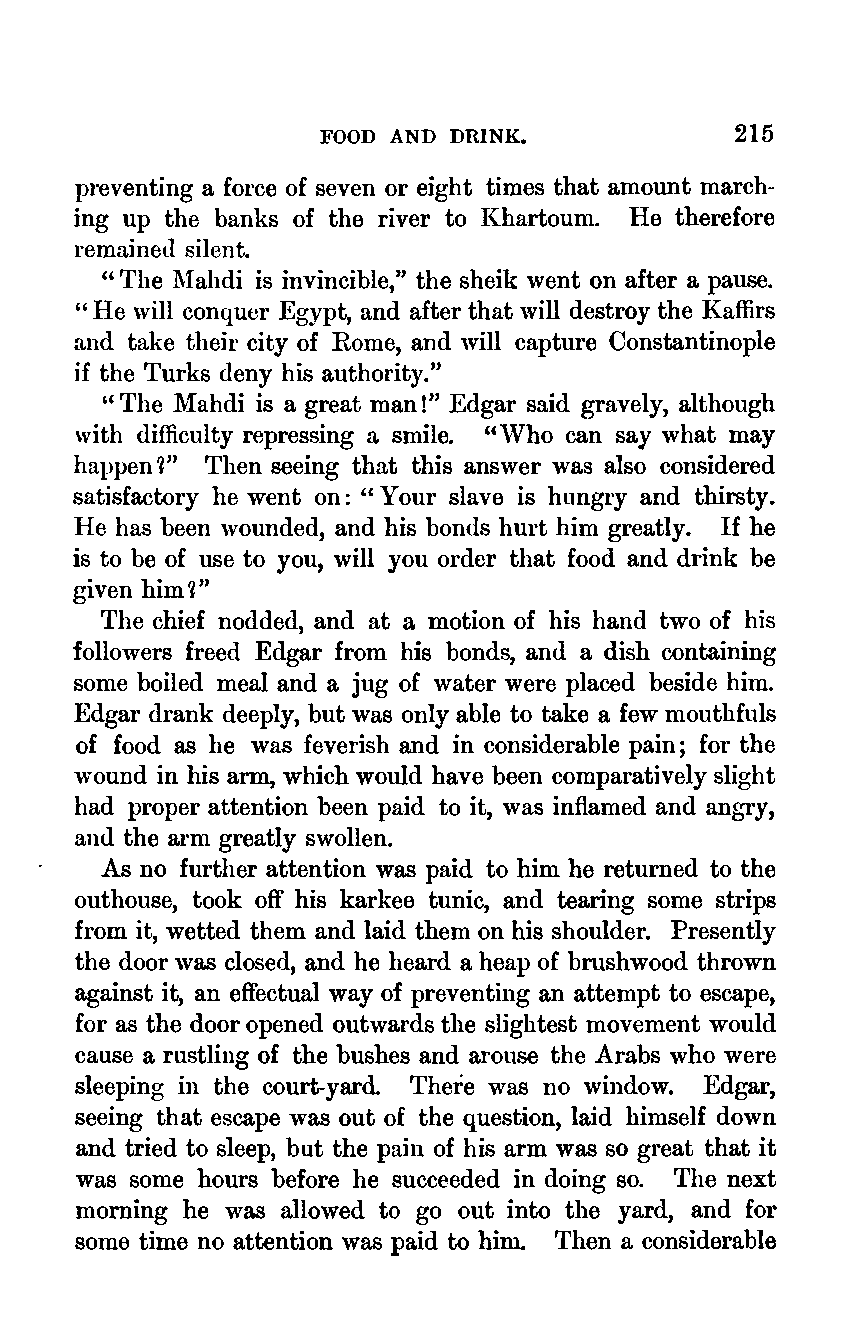 FOOD AND DRINK. 215
preventing a force of seven or eight times that amount march-
ing up the banks of the river to Khartoum. He therefore
remained silent.
"The Mahdi is invincible," the sheik went on after a pause.
"He will conquer Egypt, and after that will destroy the Kaffirs
and take their city of Rome, and will capture Constantinople
if the Turks deny his authority."
"The Mahdi is a great man!" Edgar said gravely, although
with difficulty repressing a smile. "Who can say what may
happen?" Then seeing that this answer was also considered
satisfactory he went on: "Your slave is hungry and thirsty.
He has been wounded, and his bonds hurt him greatly. If he
is to be of use to you, will you order that food and drink be
given him?"
The chief nodded, and at a motion of his hand two of his
followers freed Edgar from his bonds, and a dish containing
some boiled meal and a jug of water were placed beside him.
Edgar drank deeply, but was only able to take a few mouthfuls
of food as he was feverish and in considerable pain; for the
wound in his arm, which would have been comparatively slight
had proper attention been paid to it, was inflamed and angry,
and the arm greatly swollen.
As no further attention was paid to him he returned to the
outhouse, took off his karkee tunic, and tearing some strips
from it, wetted them and laid them on his shoulder. Presently
the door was closed, and he heard a heap of brushwood thrown
against it, an effectual way of preventing an attempt to escape,
for as the door opened outwards the slightest movement would
cause a rustling of the bushes and arouse the Arabs who were
sleeping in the court-yard. There was no window. Edgar,
seeing that escape was out of the question, laid himself down
and tried to sleep, but the pain of his arm was so great that it
was some hours before he succeeded in doing so. The next
morning he was allowed to go out into the yard, and for
some time no attention was paid to him. Then a considerable